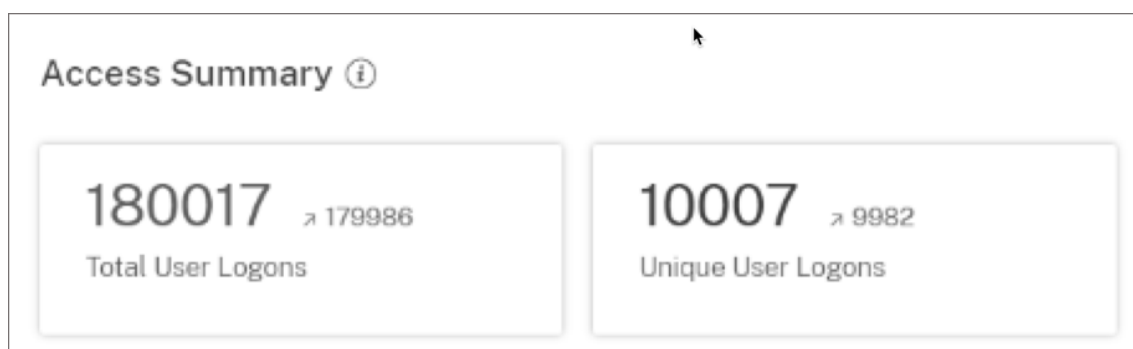 Access Summary
180017 ↗ 179986
Total User Logons
10007 ↗ 9982
Unique User Logons